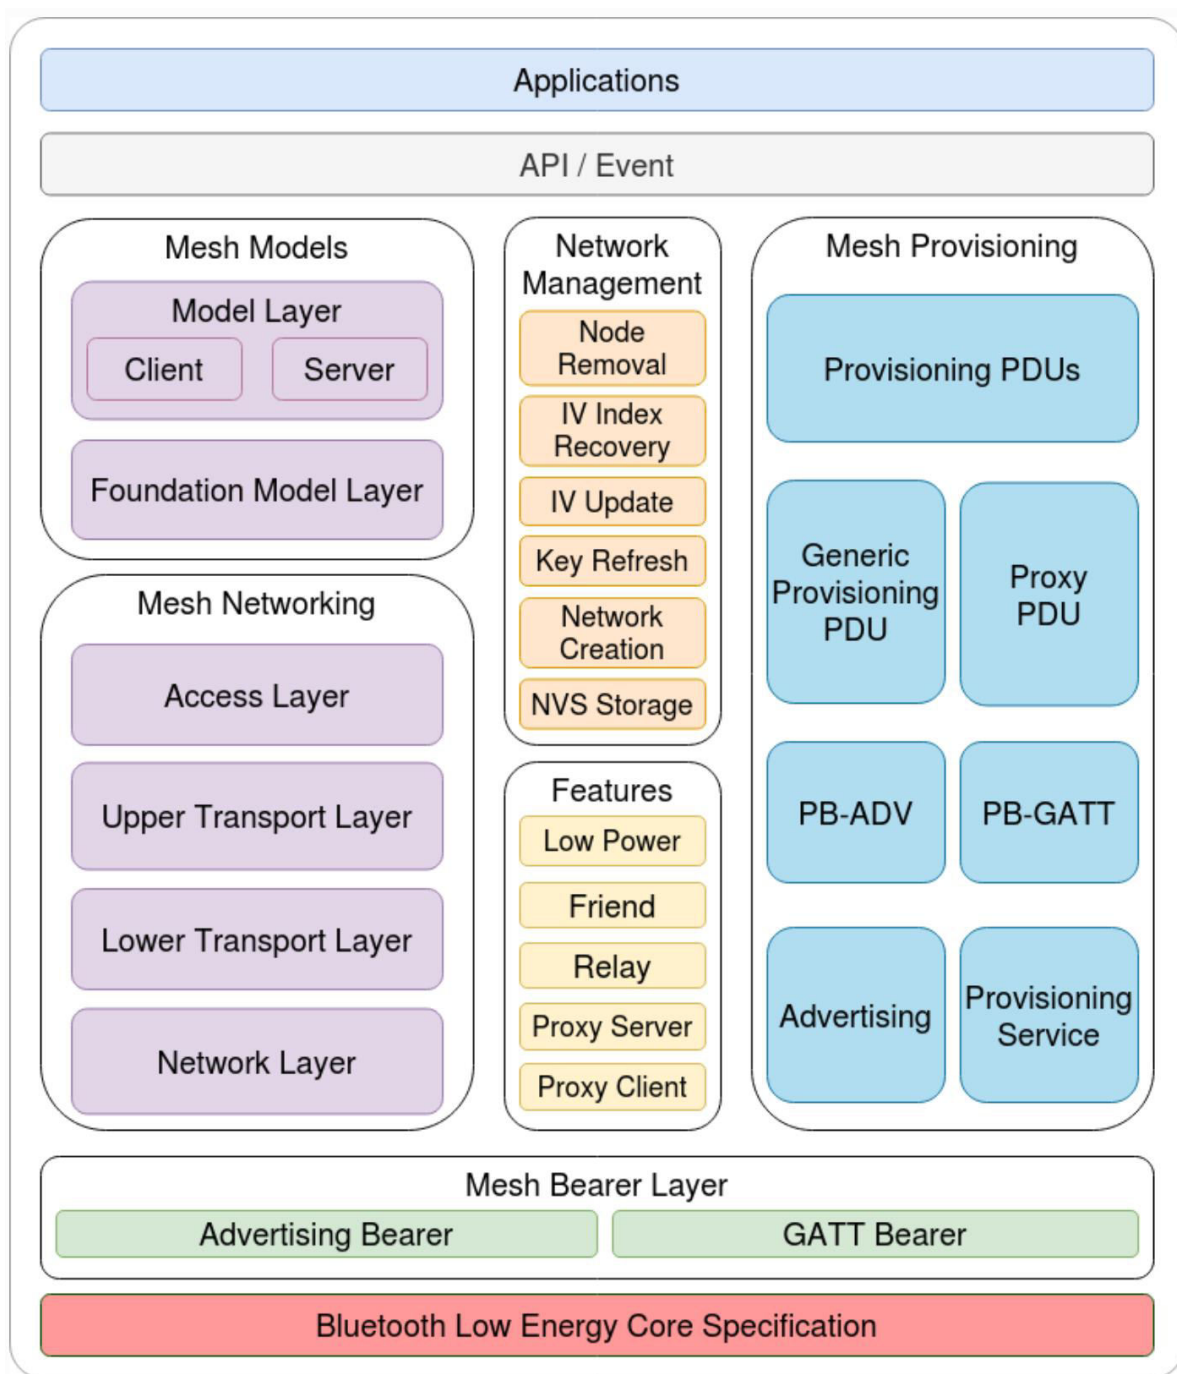 Applications
API / Event
Mesh Models
Model Layer
Client
Server
Foundation Model Layer
Mesh Networking
Access Layer
Upper Transport Layer
Lower Transport Layer
Network Layer
Network
Management
Node
Removal
IV Index
Recovery
IV Update
Key Refresh
Network
Creation
NVS Storage
Features
Low Power
Friend
Relay
Proxy Server
Proxy Client
Mesh Provisioning
Provisioning PDUs
Generic
Provisioning
PDU
Proxy
PDU
PB-ADV
PB-GATT
Advertising
Provisioning
Service
Mesh Bearer Layer
Advertising Bearer
GATT Bearer
Bluetooth Low Energy Core Specification